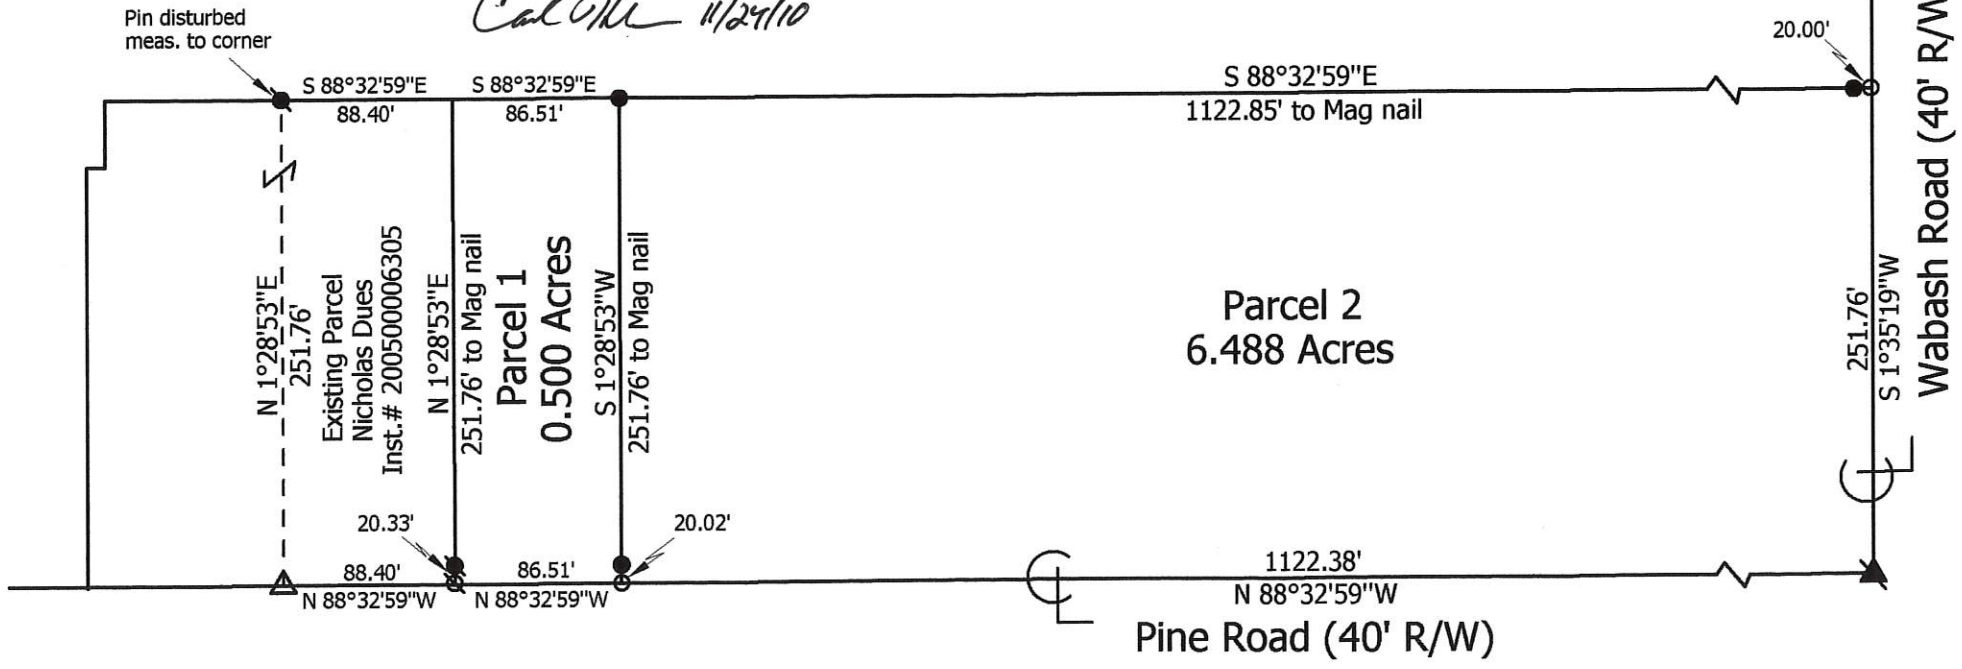 11/24/10
Pin disturbed
meas. to corner
20.00'
S 88°32'59"E
88.40'
S 88°32'59"E
86.51'
S 88°32'59"E
1122.85' to Mag nail
Wabash Road (40' R/W)
N 1°28'53"E
251.76'
Existing Parcel
Nicholas Dues
Inst.# 200500006305
N 1°28'53"E
251.76' to Mag nail
Parcel 1
0.500 Acres
S 1°28'53"W
251.76' to Mag nail
Parcel 2
6.488 Acres
251.76'
S 1°35'19"W
20.33'
20.02'
88.40'
N 88°32'59"W
86.51'
N 88°32'59"W
1122.38'
N 88°32'59"W
Pine Road (40' R/W)